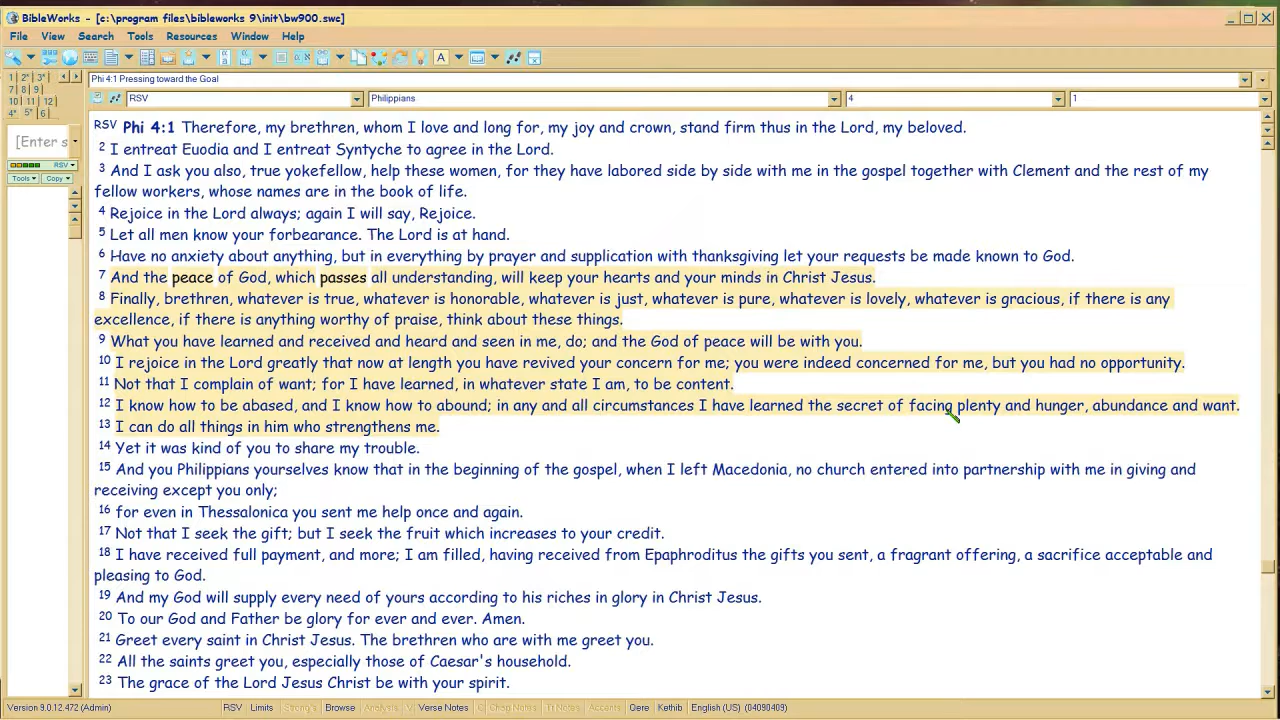 BibleWorks - [c:\program files\bibleworks 9\init\bw900.swc]
File View Search Tools Resources Window Help
A
1 2* 3*
7 8 9
10 11 12
4* 5* 6
Phi 4:1 Pressing toward the Goal
RSV Philippians 4 1
[Enter s
RSV
Tools Copy
RSV Phi 4:1 Therefore, my brethren, whom I love and long for, my joy and crown, stand firm thus in the Lord, my beloved.
2 I entreat Euodia and I entreat Syntyche to agree in the Lord.
3 And I ask you also, true yokefellow, help these women, for they have labored side by side with me in the gospel together with Clement and the rest of my
fellow workers, whose names are in the book of life.
4 Rejoice in the Lord always; again I will say, Rejoice.
5 Let all men know your forbearance. The Lord is at hand.
6 Have no anxiety about anything, but in everything by prayer and supplication with thanksgiving let your requests be made known to God.
7 And the peace of God, which passes all understanding, will keep your hearts and your minds in Christ Jesus.
8 Finally, brethren, whatever is true, whatever is honorable, whatever is just, whatever is pure, whatever is lovely, whatever is gracious, if there is any
excellence, if there is anything worthy of praise, think about these things.
9 What you have learned and received and heard and seen in me, do; and the God of peace will be with you.
10 I rejoice in the Lord greatly that now at length you have revived your concern for me; you were indeed concerned for me, but you had no opportunity.
11 Not that I complain of want; for I have learned, in whatever state I am, to be content.
12 I know how to be abased, and I know how to abound; in any and all circumstances I have learned the secret of facing plenty and hunger, abundance and want.
13 I can do all things in him who strengthens me.
14 Yet it was kind of you to share my trouble.
15 And you Philippians yourselves know that in the beginning of the gospel, when I left Macedonia, no church entered into partnership with me in giving and
receiving except you only;
16 for even in Thessalonica you sent me help once and again.
17 Not that I seek the gift; but I seek the fruit which increases to your credit.
18 I have received full payment, and more; I am filled, having received from Epaphroditus the gifts you sent, a fragrant offering, a sacrifice acceptable and
pleasing to God.
19 And my God will supply every need of yours according to his riches in glory in Christ Jesus.
20 To our God and Father be glory for ever and ever. Amen.
21 Greet every saint in Christ Jesus. The brethren who are with me greet you.
22 All the saints greet you, especially those of Caesar's household.
23 The grace of the Lord Jesus Christ be with your spirit.
Version 9.0.12.472 (Admin) RSV Limits Strong's Browse Analysis Verse Notes Chap Notes Accents Qere Kethib English (US) (04090409)